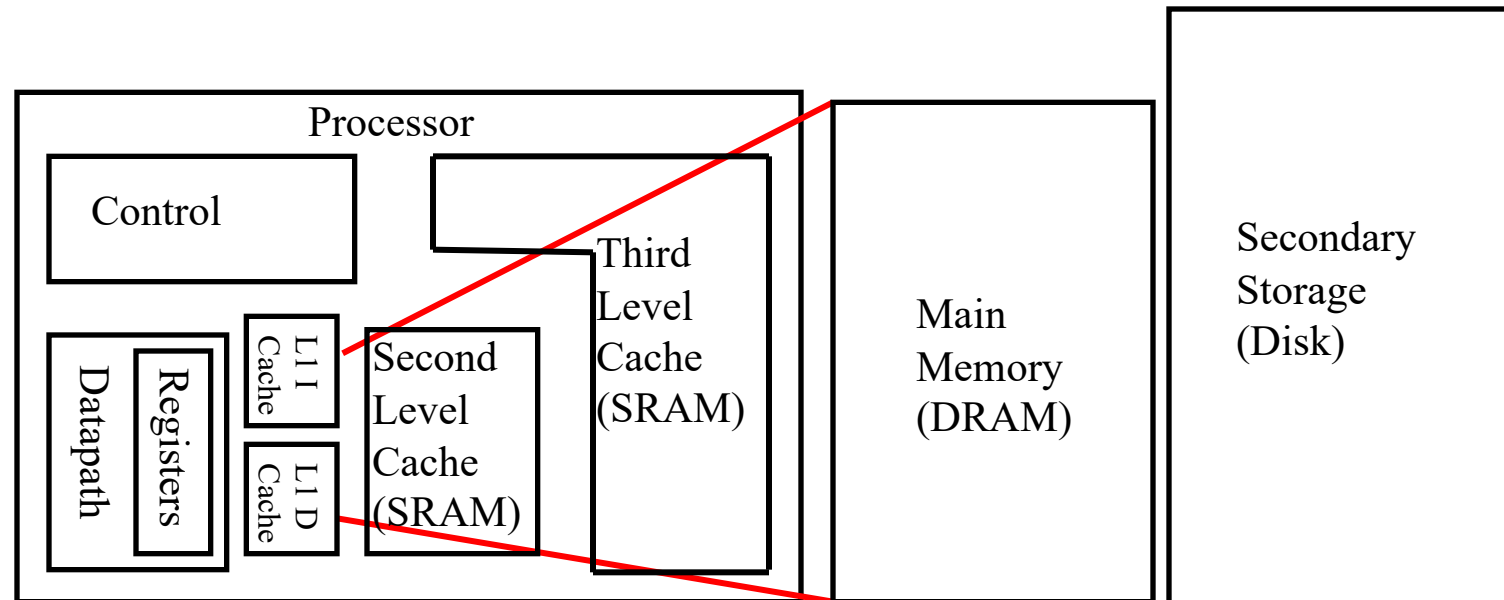 Processor
Control
Datapath
Registers
L1 I
Cache
L1 D
Cache
Second
Level
Cache
(SRAM)
Third
Level
Cache
(SRAM)
Main
Memory
(DRAM)
Secondary
Storage
(Disk)